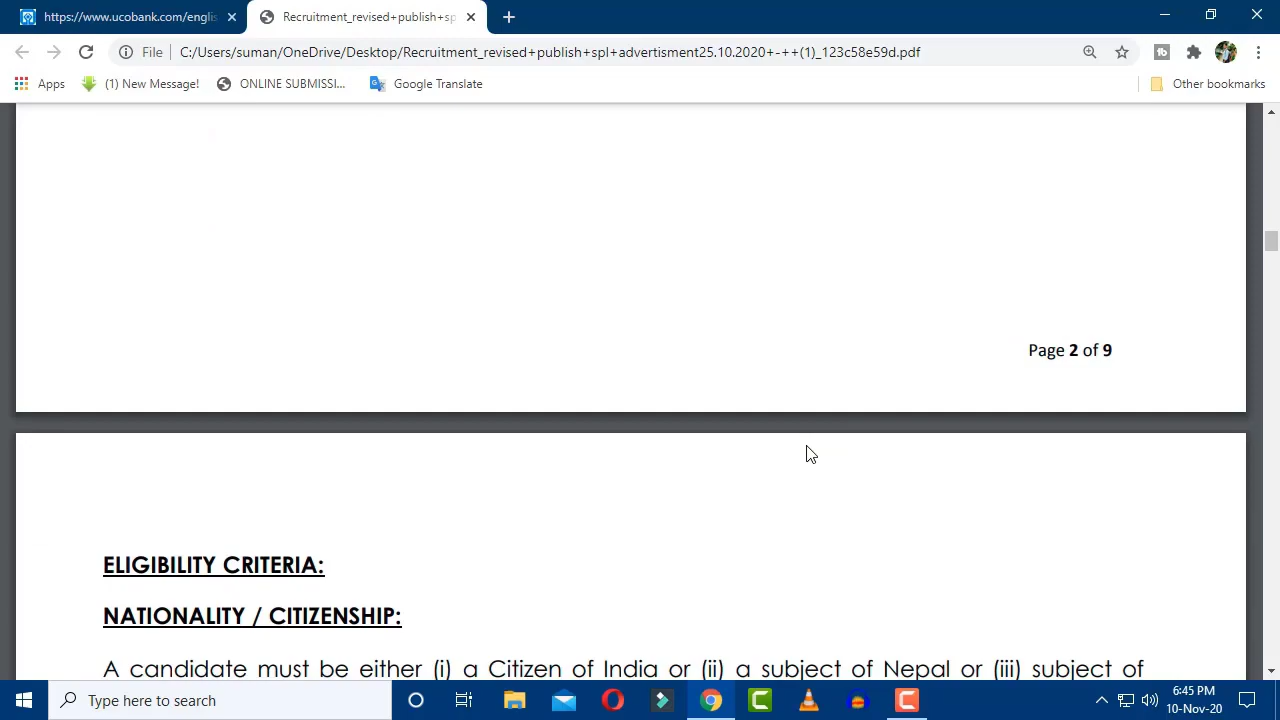 https://www.ucobank.com/englis
Recruitment_revised+publish+sp
File
C:/Users/suman/OneDrive/Desktop/Recruitment_revised+publish+spl+advertisment25.10.2020+-++(1)_123c58e59d.pdf
Apps
(1) New Message!
ONLINE SUBMISSI...
Google Translate
Other bookmarks
Page 2 of 9
ELIGIBILITY CRITERIA:
NATIONALITY / CITIZENSHIP:
A candidate must be either (i) a Citizen of India or (ii) a subject of Nepal or (iii) subject of
Type here to search
6:45 PM
10-Nov-20